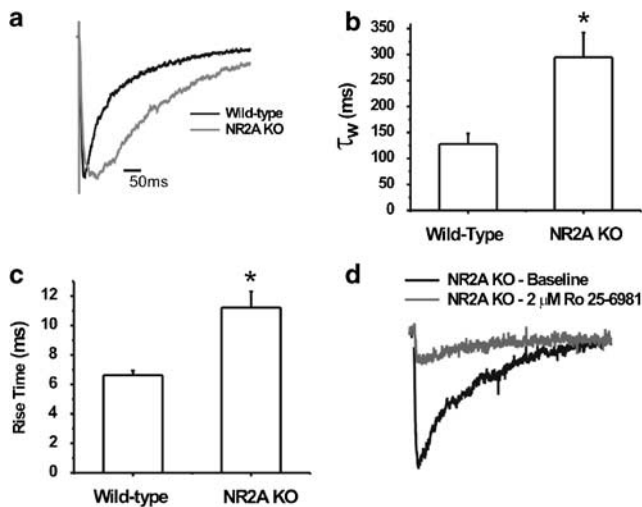 a
Wild-type
NR2A KO
50ms
b
*
350
300
250
200
150
100
50
0
τw (ms)
Wild-Type
NR2A KO
c
*
12
10
8
6
4
2
0
Rise Time (ms)
Wild-type
NR2A KO
d
NR2A KO - Baseline
NR2A KO - 2 μM Ro 25-6981